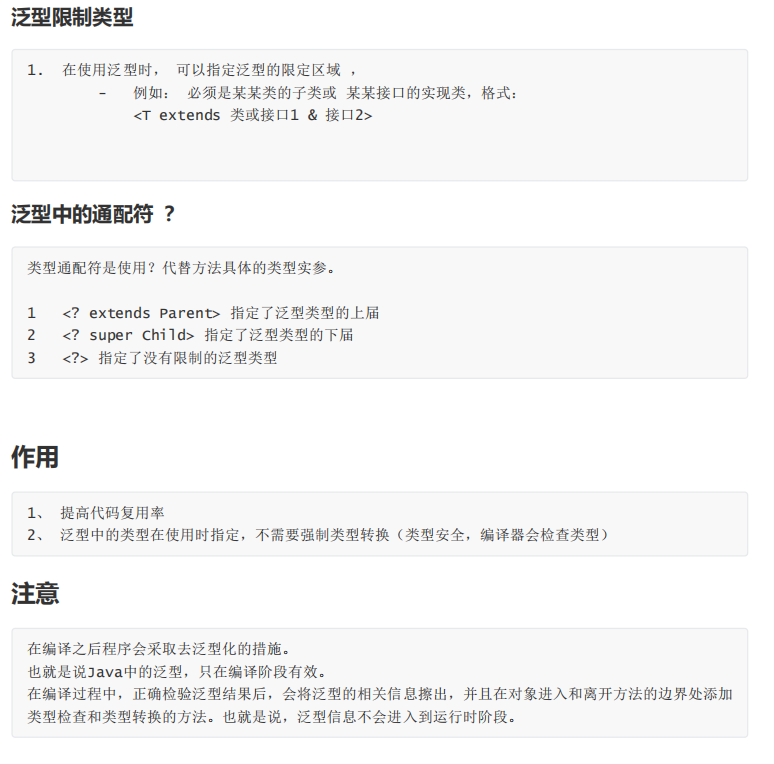 泛型限制类型
1. 在使用泛型时， 可以指定泛型的限定区域 ，
- 例如： 必须是某某类的子类或 某某接口的实现类，格式：
<T extends 类或接口1 & 接口2>
泛型中的通配符 ？
类型通配符是使用？代替方法具体的类型实参。
1 <? extends Parent> 指定了泛型类型的上届
2 <? super Child> 指定了泛型类型的下届
3 <?> 指定了没有限制的泛型类型
作用
1、 提高代码复用率
2、 泛型中的类型在使用时指定，不需要强制类型转换（类型安全，编译器会检查类型）
注意
在编译之后程序会采取去泛型化的措施。
也就是说Java中的泛型，只在编译阶段有效。
在编译过程中，正确检验泛型结果后，会将泛型的相关信息擦出，并且在对象进入和离开方法的边界处添加
类型检查和类型转换的方法。也就是说，泛型信息不会进入到运行时阶段。